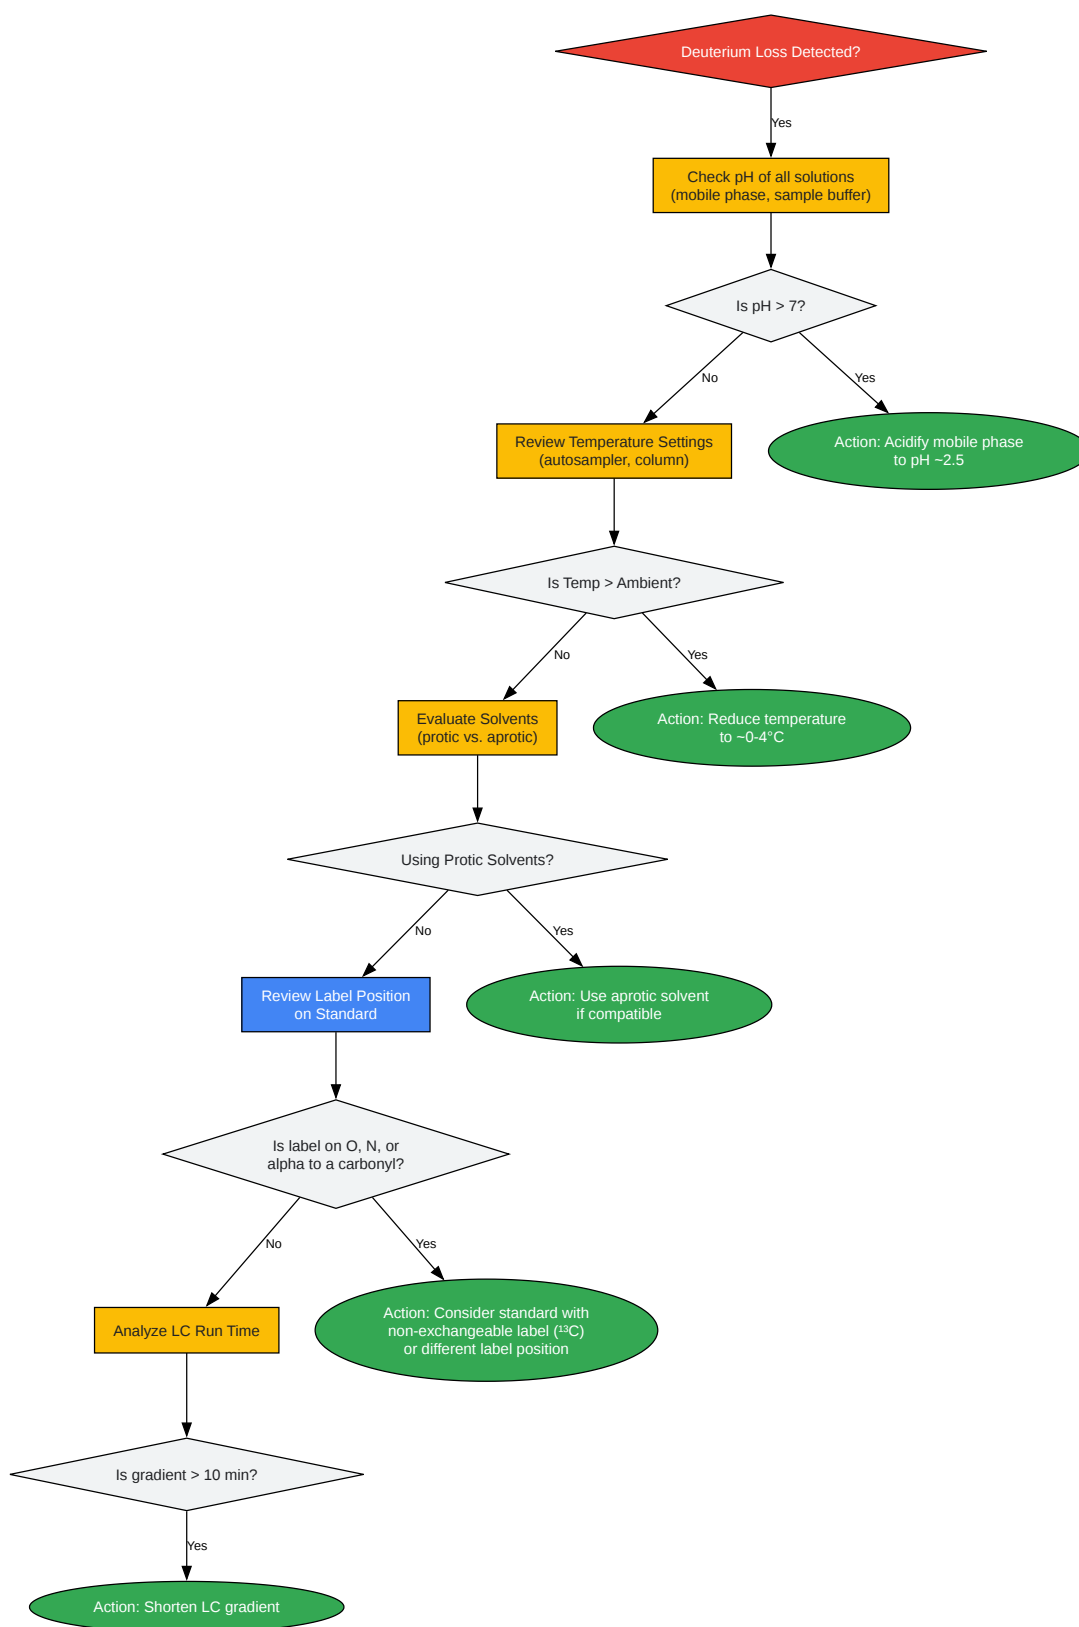 Deuterium Loss Detected?
Yes
Check pH of all solutions
(mobile phase, sample buffer)
Is pH > 7?
No
Yes
Review Temperature Settings
(autosampler, column)
Action: Acidify mobile phase
to pH ~2.5
Is Temp > Ambient?
No
Yes
Evaluate Solvents
(protic vs. aprotic)
Action: Reduce temperature
to ~0-4°C
Using Protic Solvents?
No
Yes
Review Label Position
on Standard
Action: Use aprotic solvent
if compatible
Is label on O, N, or
alpha to a carbonyl?
No
Yes
Analyze LC Run Time
Action: Consider standard with
non-exchangeable label (¹³C)
or different label position
Is gradient > 10 min?
Yes
Action: Shorten LC gradient